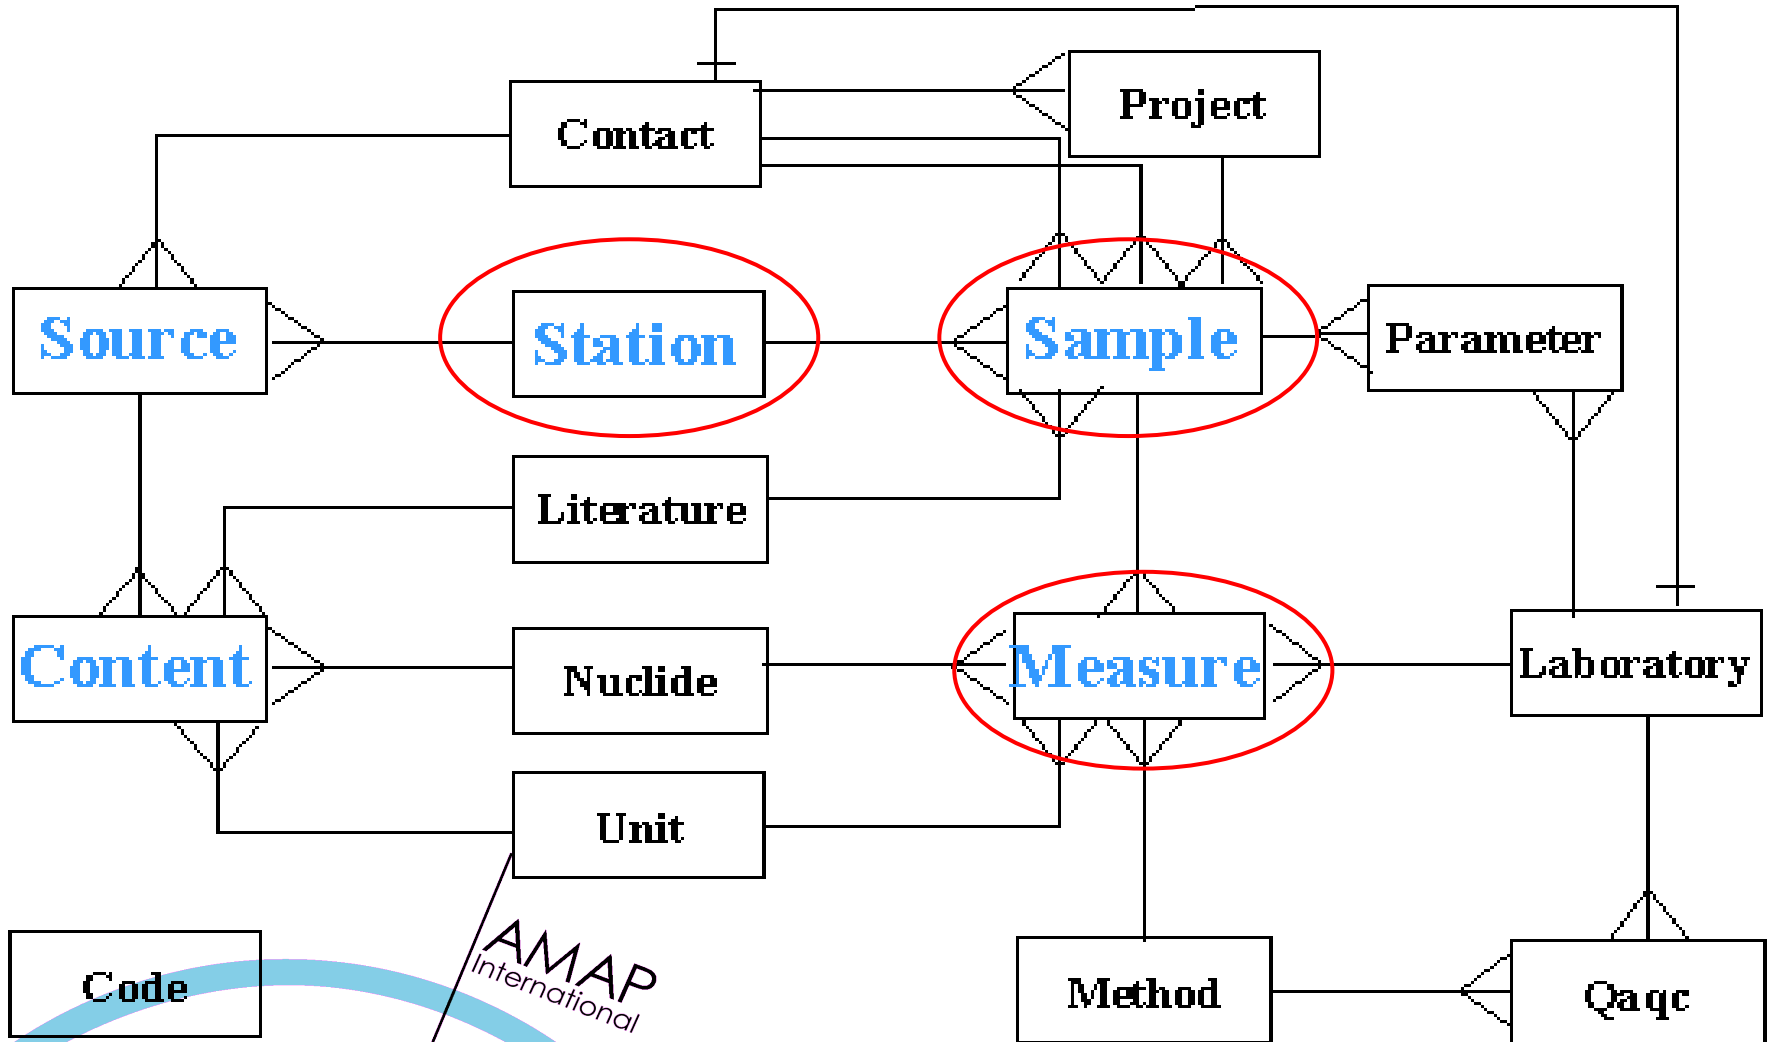 Project
Contact
Source
Station
Sample
Parameter
Literature
Content
Nuclide
Measure
Laboratory
Unit
AMAP
International
Code
Method
Qaqc